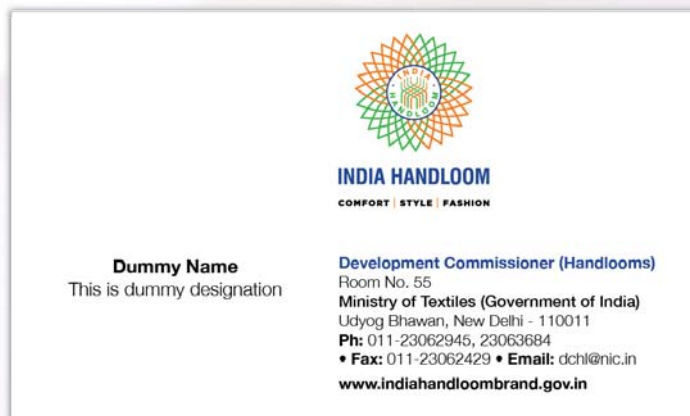 INDIA
HANDLOOM
INDIA HANDLOOM
COMFORT | STYLE | FASHION
Dummy Name
This is dummy designation
Development Commissioner (Handlooms)
Room No. 55
Ministry of Textiles (Government of India)
Udyog Bhawan, New Delhi - 110011
Ph: 011-23062945, 23063684
• Fax: 011-23062429 • Email: dchl@nic.in
www.indiahandloombrand.gov.in